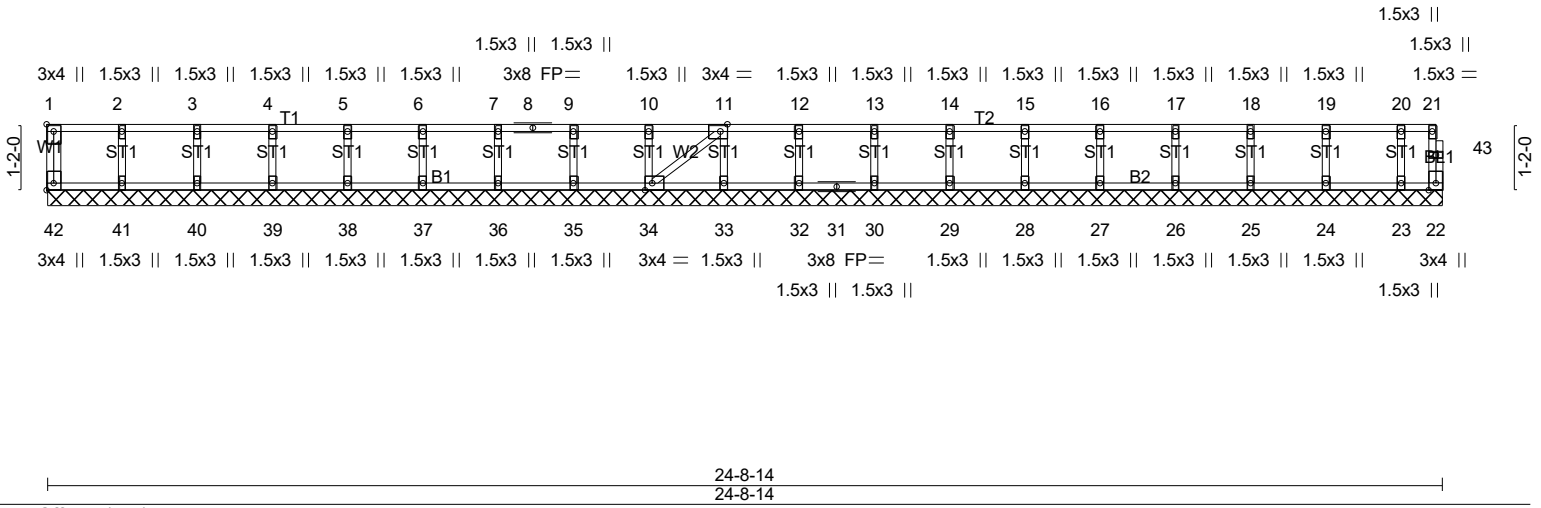 1.5x3 ||
1.5x3 || 1.5x3 || 1.5x3 ||
3x4 || 1.5x3 || 1.5x3 || 1.5x3 || 1.5x3 || 1.5x3 || 3x8 FP= 1.5x3 || 3x4 = 1.5x3 || 1.5x3 || 1.5x3 || 1.5x3 || 1.5x3 || 1.5x3 || 1.5x3 || 1.5x3 || 1.5x3 =
1 2 3 4 5 6 7 8 9 10 11 12 13 14 15 16 17 18 19 20 21
T1 T2
1-2-0 W1 ST1 ST1 ST1 ST1 ST1 ST1 ST1 ST1 W2 ST1 ST1 ST1 ST1 ST1 ST1 ST1 ST1 ST1 ST1 43 1-2-0
B1 B2
42 41 40 39 38 37 36 35 34 33 32 31 30 29 28 27 26 25 24 23 22
3x4 || 1.5x3 || 1.5x3 || 1.5x3 || 1.5x3 || 1.5x3 || 1.5x3 || 1.5x3 || 3x4 = 1.5x3 || 3x8 FP= 1.5x3 || 1.5x3 || 1.5x3 || 1.5x3 || 1.5x3 || 1.5x3 || 3x4 ||
1.5x3 || 1.5x3 || 1.5x3 ||
24-8-14
24-8-14